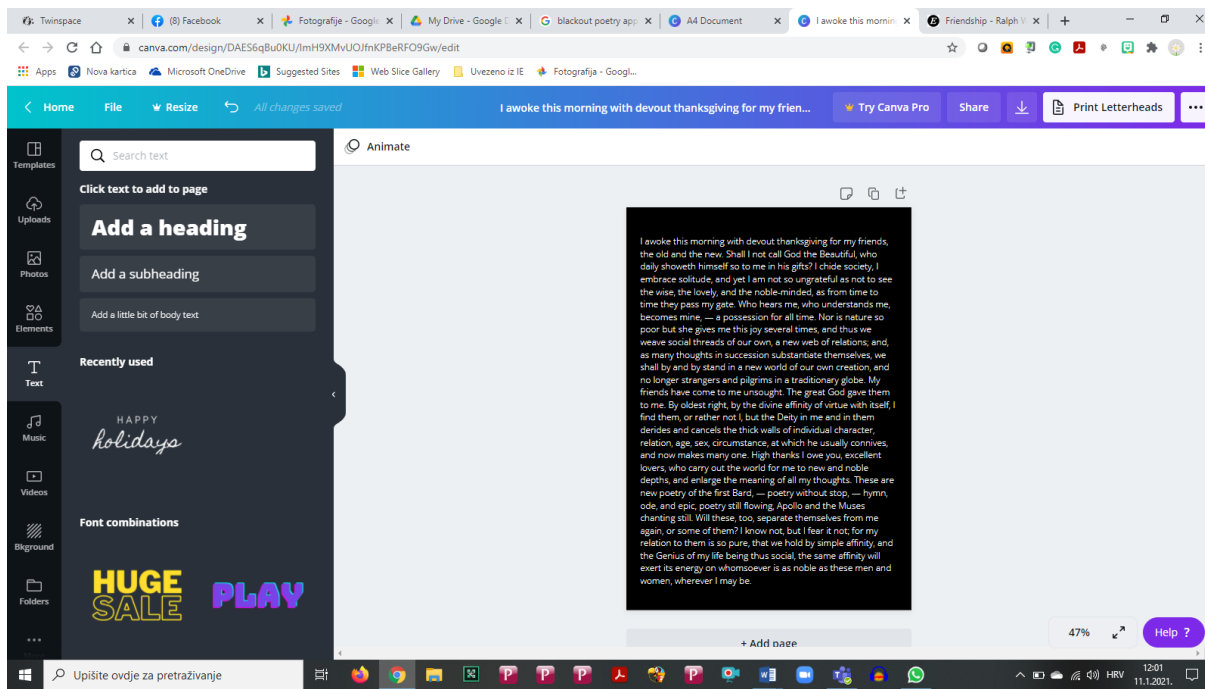 Twinspace
(8) Facebook
Fotografije - Google
My Drive - Google D
blackout poetry app
A4 Document
I awoke this mornin
Friendship - Ralph W
canva.com/design/DAES6qBu0KU/ImH9XMvUOJfnKPBeRFO9Gw/edit
Apps
Nova kartica
Microsoft OneDrive
Suggested Sites
Web Slice Gallery
Uvezeno iz IE
Fotografija - Googl...
Home
File
Resize
All changes saved
I awoke this morning with devout thanksgiving for my frien...
Try Canva Pro
Share
Print Letterheads
Templates
Uploads
Photos
Elements
Text
Music
Videos
Bkground
Folders
Search text
Click text to add to page
Add a heading
Add a subheading
Add a little bit of body text
Recently used
HAPPY
holidays
Font combinations
HUGE
SALE
PLAY
Animate
I awoke this morning with devout thanksgiving for my friends,
the old and the new. Shall I not call God the Beautiful, who
daily showeth himself so to me in his gifts? I chide society, I
embrace solitude, and yet I am not so ungrateful as not to see
the wise, the lovely, and the noble-minded, as from time to
time they pass my gate. Who hears me, who understands me,
becomes mine, — a possession for all time. Nor is nature so
poor but she gives me this joy several times, and thus we
weave social threads of our own, a new web of relations; and,
as many thoughts in succession substantiate themselves, we
shall by and by stand in a new world of our own creation, and
no longer strangers and pilgrims in a traditionary globe. My
friends have come to me unsought. The great God gave them
to me. By oldest right, by the divine affinity of virtue with itself, I
find them, or rather not I, but the Deity in me and in them
derides and cancels the thick walls of individual character,
relation, age, sex, circumstance, at which he usually connives,
and now makes many one. High thanks I owe you, excellent
lovers, who carry out the world for me to new and noble
depths, and enlarge the meaning of all my thoughts. These are
new poetry of the first Bard, — poetry without stop, — hymn,
ode, and epic, poetry still flowing, Apollo and the Muses
chanting still. Will these, too, separate themselves from me
again, or some of them? I know not, but I fear it not; for my
relation to them is so pure, that we hold by simple affinity, and
the Genius of my life being thus social, the same affinity will
exert its energy on whomsoever is as noble as these men and
women, wherever I may be.
+ Add page
47%
Help ?
Upišite ovdje za pretraživanje
HRV
12:01
11.1.2021.